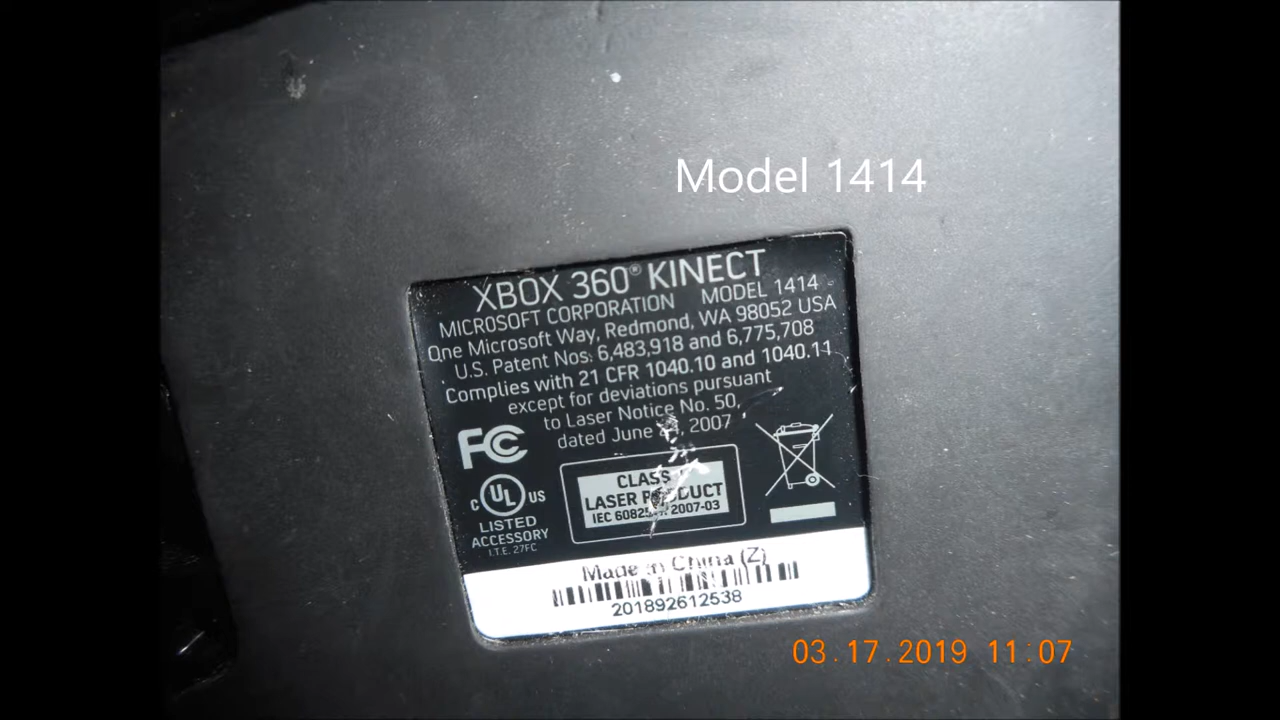 Model 1414
XBOX 360® KINECT
MICROSOFT CORPORATION MODEL 1414
One Microsoft Way, Redmond, WA 98052 USA
U.S. Patent Nos. 6,483,918 and 6,775,708
Complies with 21 CFR 1040.10 and 1040.11
except for deviations pursuant
to Laser Notice No. 50,
dated June 2007
FC
C UL US
LISTED
ACCESSORY
I.T.E. 27FC
CLASS
LASER PRODUCT
IEC 2007-03
Made in China (Z)
201892612538
03.17.2019 11:07